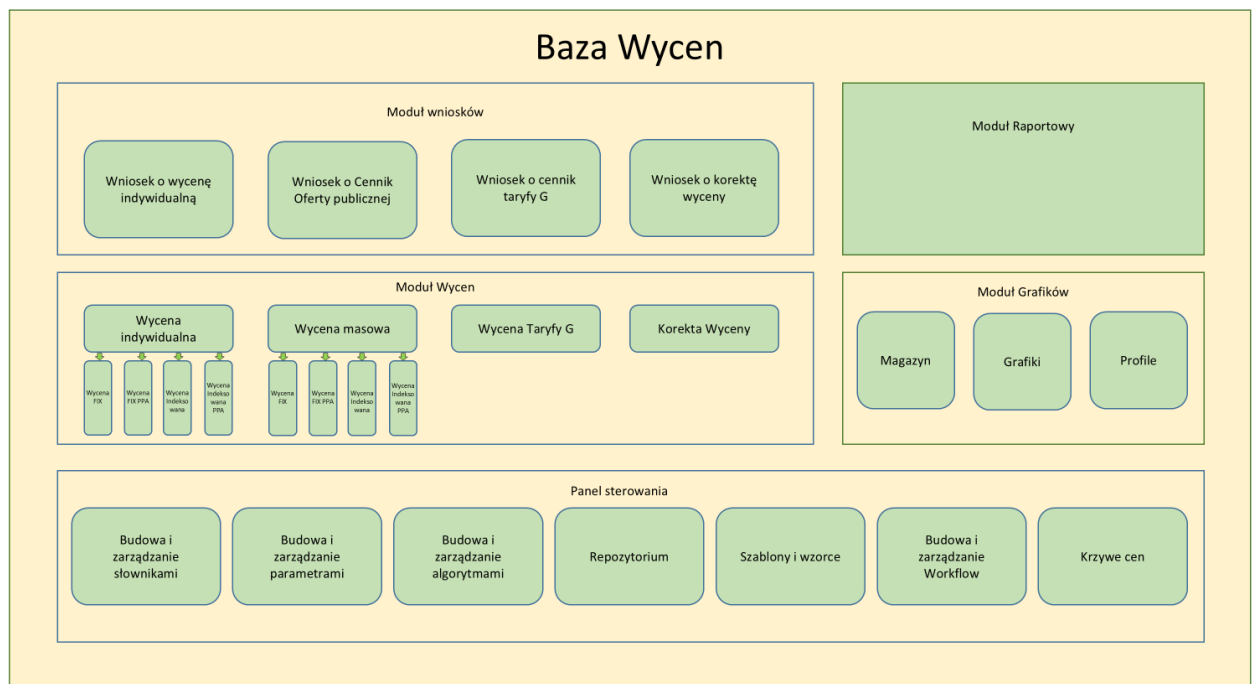 Baza Wycen
Moduł wniosków
Wniosek o wycenę
indywidualną
Wniosek o Cennik
Oferty publicznej
Wniosek o cennik
taryfy G
Wniosek o korektę
wyceny
Moduł Raportowy
Moduł Wycen
Wycena
indywidualna
Wycena masowa
Wycena Taryfy G
Korekta Wyceny
Wycena
FIX
Wycena
FIX PPA
Wycena
Indekso
wana
Wycena
Indekso
wana
PPA
Wycena
FIX
Wycena
FIX PPA
Wycena
Indekso
wana
Wycena
Indekso
wana
PPA
Moduł Grafików
Magazyn
Grafiki
Profile
Panel sterowania
Budowa i
zarządzanie
słownikami
Budowa i
zarządzanie
parametrami
Budowa i
zarządzanie
algorytmami
Repozytorium
Szablony i wzorce
Budowa i
zarządzanie
Workflow
Krzywe cen